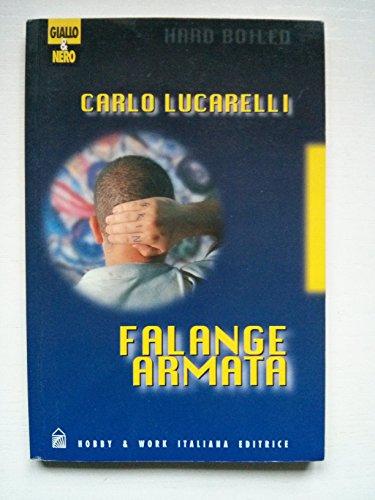 GIALLO
&
NERO
HARD BOILED
CARLO LUCARELLI
FALANGE
ARMATA
HOBBY & WORK ITALIANA EDITRICE